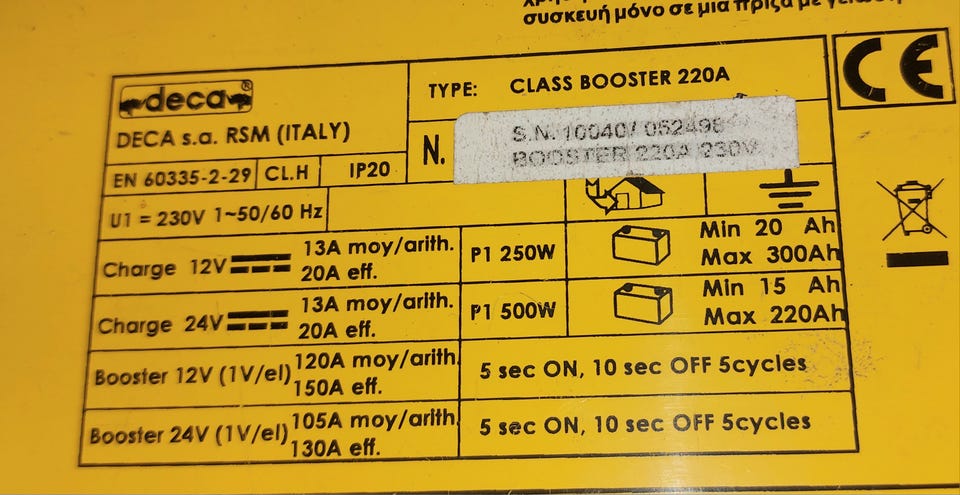 συσκευή μόνο σε μια πρίζα με γείωση
deca®
DECA s.a. RSM (ITALY)
TYPE: CLASS BOOSTER 220A
CE
N. S.N. 10040/ 052498
BOOSTER 220A 230V
EN 60335-2-29 CL.H IP20
U1 = 230V 1~50/60 Hz
Charge 12V 13A moy/arith.
20A eff.
P1 250W
Min 20 Ah
Max 300Ah
Charge 24V 13A moy/arith.
20A eff.
P1 500W
Min 15 Ah
Max 220Ah
Booster 12V (1V/el) 120A moy/arith.
150A eff.
5 sec ON, 10 sec OFF 5cycles
Booster 24V (1V/el) 105A moy/arith.
130A eff.
5 sec ON, 10 sec OFF 5cycles